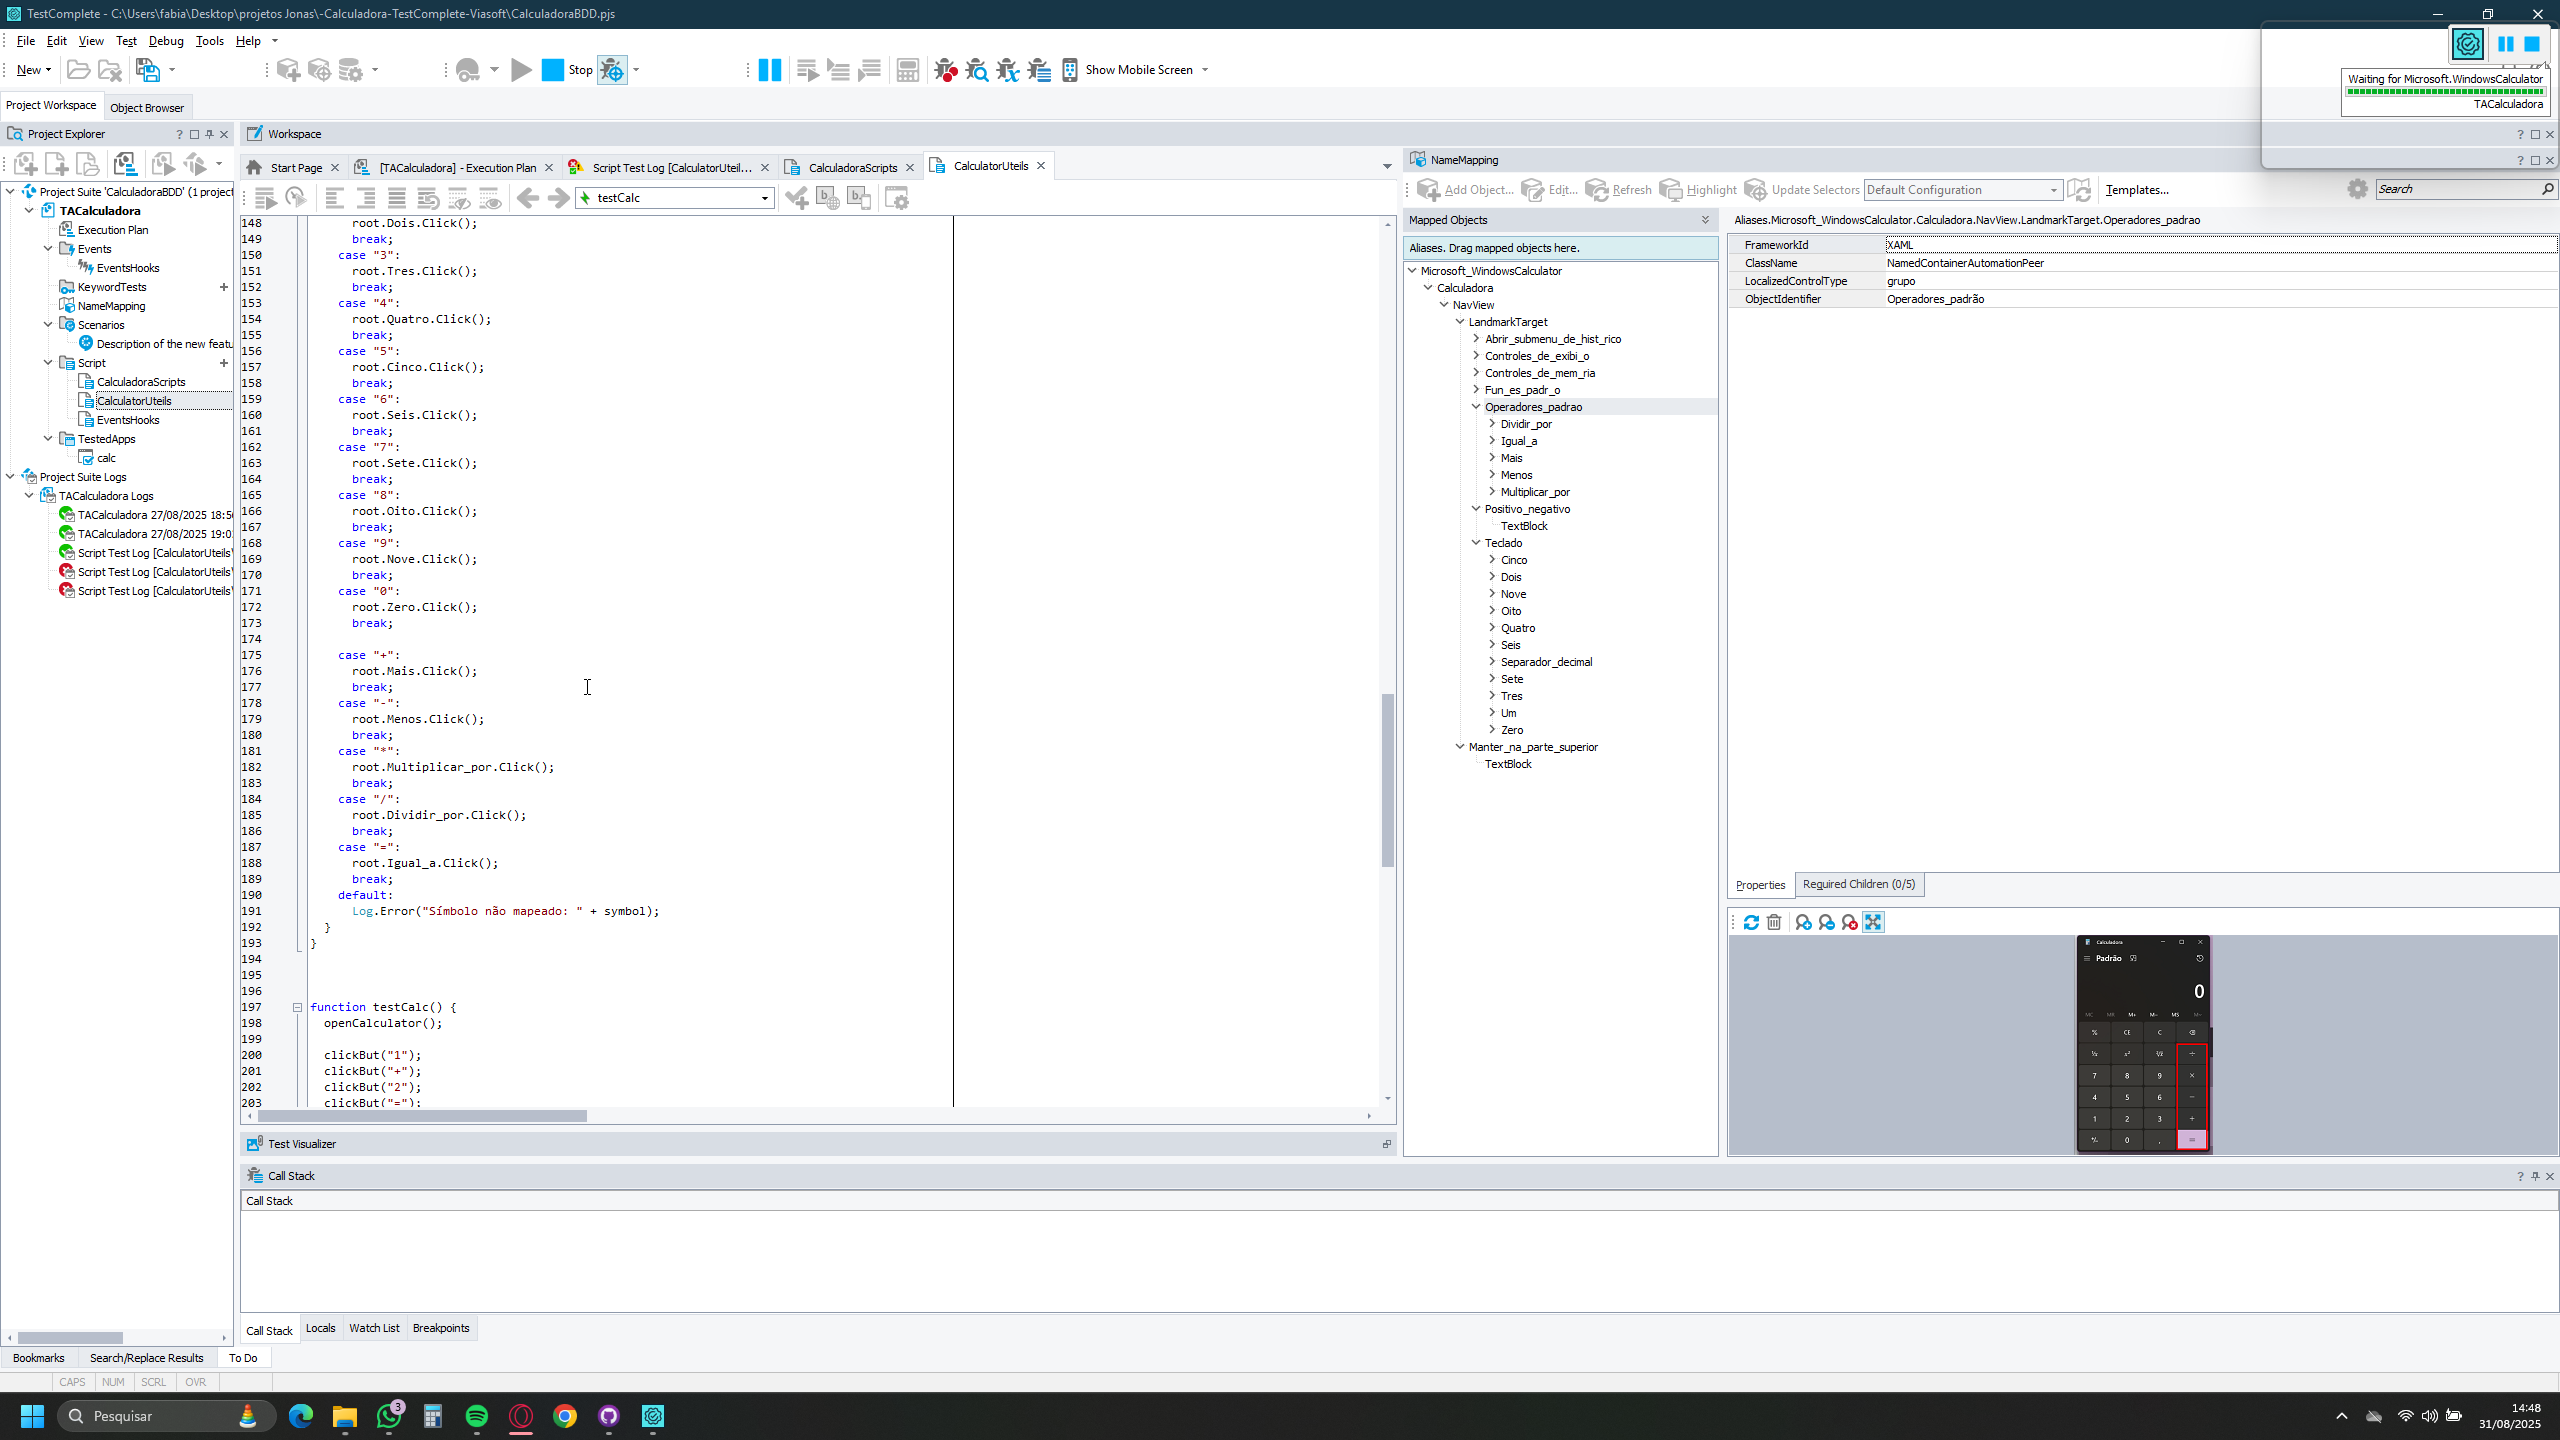 TestComplete - C:\Users\fabia\Desktop\projetos Jonas\-Calculadora-TestComplete-Viasoft\CalculadoraBDD.pjs
File Edit View Test Debug Tools Help
New Stop Show Mobile Screen
Waiting for Microsoft.WindowsCalculator
TACalculadora
Project Workspace Object Browser
Project Explorer
Project Suite 'CalculadoraBDD' (1 project
TACalculadora
Execution Plan
Events
EventsHooks
KeywordTests
NameMapping
Scenarios
Description of the new featu
Script
CalculadoraScripts
CalculatorUteils
EventsHooks
TestedApps
calc
Project Suite Logs
TACalculadora Logs
TACalculadora 27/08/2025 18:5
TACalculadora 27/08/2025 19:0
Script Test Log [CalculatorUteils\
Script Test Log [CalculatorUteils\
Script Test Log [CalculatorUteils\
Workspace
Start Page [TACalculadora] - Execution Plan Script Test Log [CalculatorUteil... CalculadoraScripts CalculatorUteils
testCalc
148 root.Dois.Click();
149 break;
150 case "3":
151 root.Tres.Click();
152 break;
153 case "4":
154 root.Quatro.Click();
155 break;
156 case "5":
157 root.Cinco.Click();
158 break;
159 case "6":
160 root.Seis.Click();
161 break;
162 case "7":
163 root.Sete.Click();
164 break;
165 case "8":
166 root.Oito.Click();
167 break;
168 case "9":
169 root.Nove.Click();
170 break;
171 case "0":
172 root.Zero.Click();
173 break;
174
175 case "+":
176 root.Mais.Click();
177 break;
178 case "-":
179 root.Menos.Click();
180 break;
181 case "*":
182 root.Multiplicar_por.Click();
183 break;
184 case "/":
185 root.Dividir_por.Click();
186 break;
187 case "=":
188 root.Igual_a.Click();
189 break;
190 default:
191 Log.Error("Símbolo não mapeado: " + symbol);
192 }
193 }
194
195
196
197 function testCalc() {
198 openCalculator();
199
200 clickBut("1");
201 clickBut("+");
202 clickBut("2");
203 clickBut("=");
Test Visualizer
Call Stack
Call Stack
Call Stack Locals Watch List Breakpoints
Bookmarks Search/Replace Results To Do
CAPS NUM SCRL OVR
NameMapping
Add Object... Edit... Refresh Highlight Update Selectors Default Configuration Templates... Search
Mapped Objects
Aliases. Drag mapped objects here.
Microsoft_WindowsCalculator
Calculadora
NavView
LandmarkTarget
Abrir_submenu_de_hist_rico
Controles_de_exibi_o
Controles_de_mem_ria
Fun_es_padr_o
Operadores_padrao
Dividir_por
Igual_a
Mais
Menos
Multiplicar_por
Positivo_negativo
TextBlock
Teclado
Cinco
Dois
Nove
Oito
Quatro
Seis
Separador_decimal
Sete
Tres
Um
Zero
Manter_na_parte_superior
TextBlock
Aliases.Microsoft_WindowsCalculator.Calculadora.NavView.LandmarkTarget.Operadores_padrao
FrameworkId XAML
ClassName NamedContainerAutomationPeer
LocalizedControlType grupo
ObjectIdentifier Operadores_padrão
Properties Required Children (0/5)
Calculadora
Padrão
0
MC MR M+ M- MS
% CE C
7 8 9 ×
4 5 6 −
1 2 3 +
+/- 0 , =
Pesquisar
3
14:48
31/08/2025